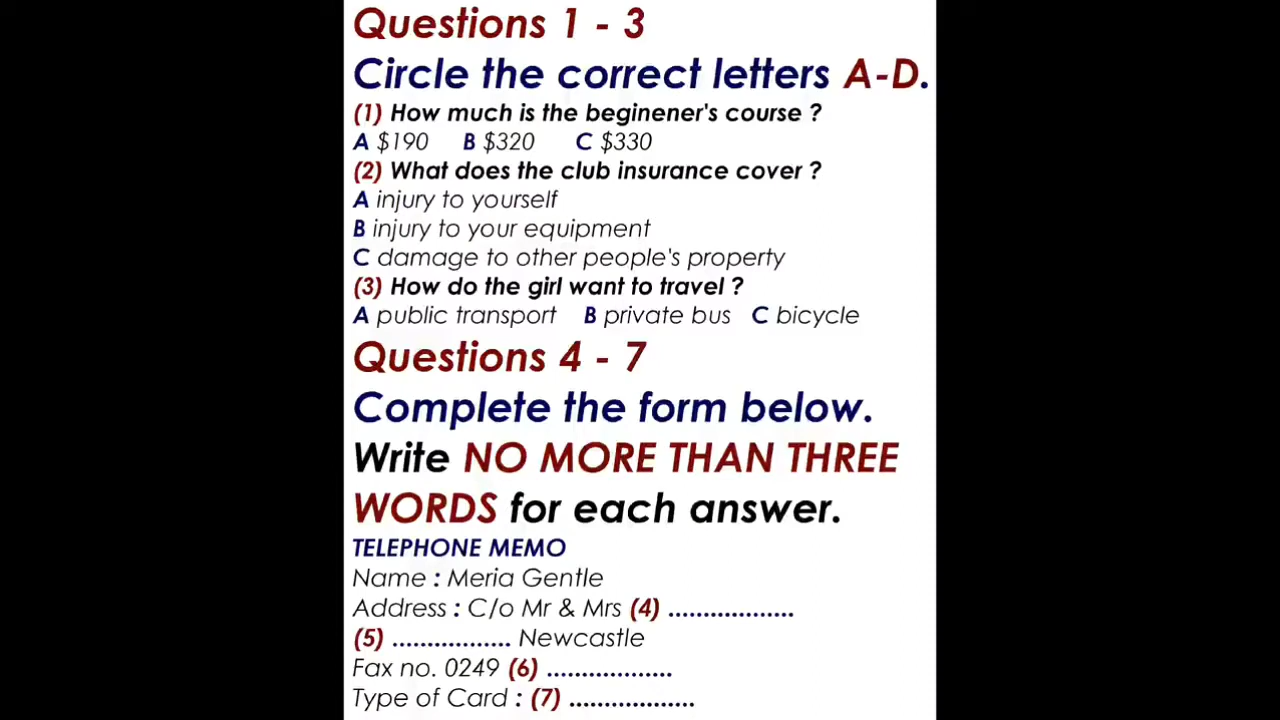 Questions 1 - 3
Circle the correct letters A-D.
(1) How much is the beginener's course ?
A $190 B $320 C $330
(2) What does the club insurance cover ?
A injury to yourself
B injury to your equipment
C damage to other people's property
(3) How do the girl want to travel ?
A public transport B private bus C bicycle
Questions 4 - 7
Complete the form below.
Write NO MORE THAN THREE
WORDS for each answer.
TELEPHONE MEMO
Name : Meria Gentle
Address : C/o Mr & Mrs (4) ..................
(5) ................. Newcastle
Fax no. 0249 (6) ..................
Type of Card : (7) ..................